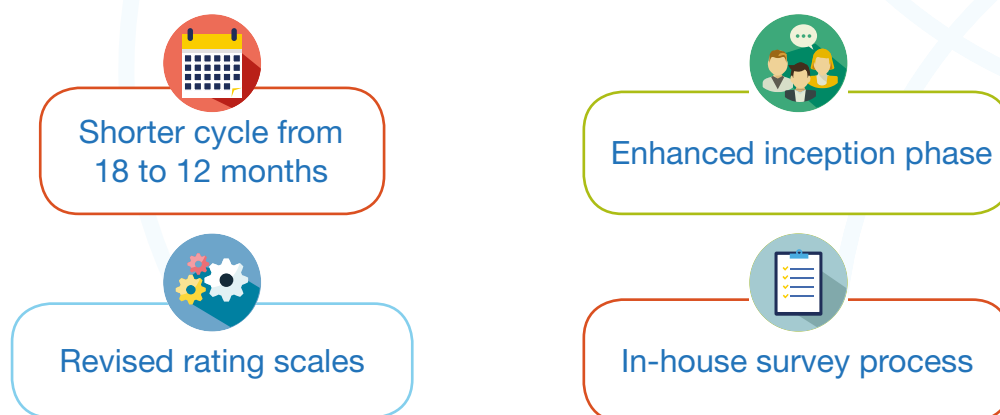 Shorter cycle from
18 to 12 months
Enhanced inception phase
Revised rating scales
In-house survey process